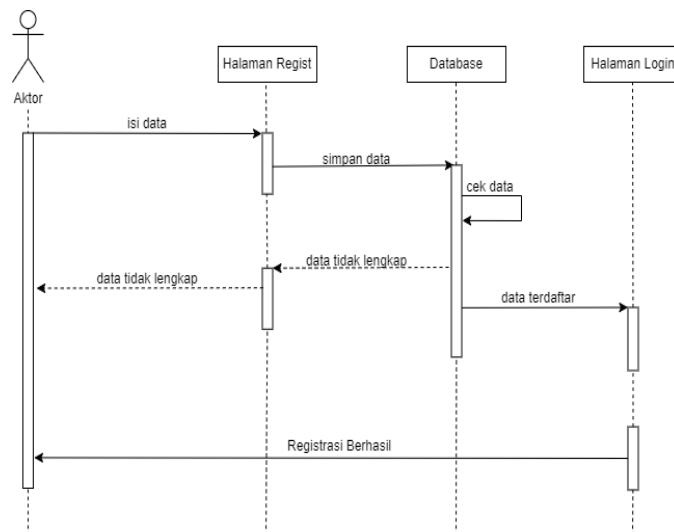 Halaman Regist
Database
Halaman Login
Aktor
isi data
simpan data
cek data
data tidak lengkap
data tidak lengkap
data terdaftar
Registrasi Berhasil